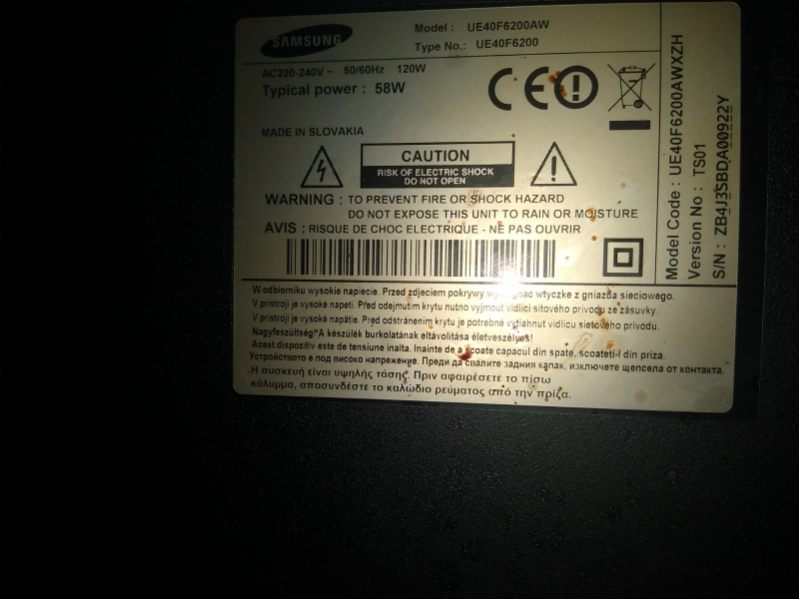 SAMSUNG
Model : UE40F6200AW
Type No.: UE40F6200
AC220-240V ~ 50/60Hz 120W
Typical power : 58W
MADE IN SLOVAKIA
CAUTION
RISK OF ELECTRIC SHOCK
DO NOT OPEN
WARNING : TO PREVENT FIRE OR SHOCK HAZARD
DO NOT EXPOSE THIS UNIT TO RAIN OR MOISTURE
AVIS : RISQUE DE CHOC ELECTRIQUE - NE PAS OUVRIR
W odbiorniku wysokie napiecie. Przed zdjeciem pokrywy wyciagnac wtyczke z gniazda sieciowego.
V pristroji je vysoké napeti. Pred odejmutim krytu nutno vyjmout vidlici sitového privodu ze zásuvky.
V pristroji je vysoké napätie. Pred odstránením krytu je potrebné vytiahnut vidlicu sietového privodu.
Nagyfeszültség! A készülék burkolatának eltávolitása életveszélyes!
Acest dispozitiv este de tensiune inalta. Inainte de a scoate capacul din spate, scoateti-l din priza.
Устройството е под високо напрежение. Преди да свалите задния капак, изключете щепсела от контакта.
Η συσκευή είναι υψηλής τάσης. Πριν αφαιρέσετε το πίσω
κάλυμμα, αποσυνδέστε το καλώδιο ρεύματος από την πρίζα.
Model Code : UE40F6200AWXZH
Version No : TS01
S/N : ZB4J3SBDA00922Y